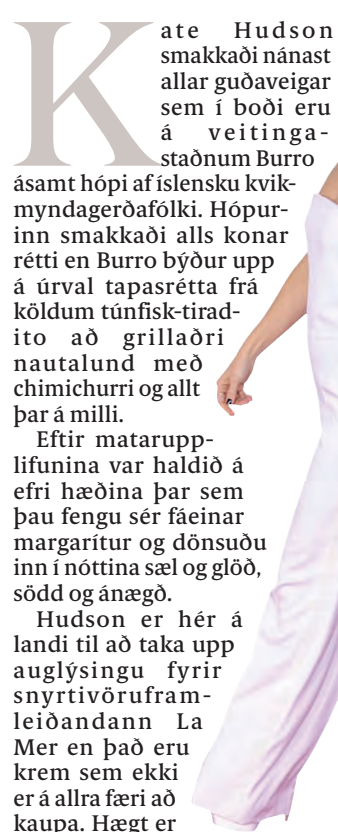 Kate Hudson
smakkaði nánast
allar guðaveigar
sem í boði eru
á veitinga-
staðnum Burro
ásamt hópi af íslensku kvik-
myndagerðafólki. Hópur-
inn smakkaði alls konar
rétti en Burro býður upp
á úrval tapasrétta frá
köldum túnfisk-tirad-
ito að grillaðri
nautalund með
chimichurri og allt
þar á milli.
Eftir matarupp-
lifunina var haldið á
efri hæðina þar sem
þau fengu sér fáeinar
margarítur og dönsuðu
inn í nóttina sæl og glöð,
södd og ánægð.
Hudson er hér á
landi til að taka upp
auglýsingu fyrir
snyrtivörufram-
leiðandann La
Mer en það eru
krem sem ekki
er á allra færi að
kaupa. Hægt er